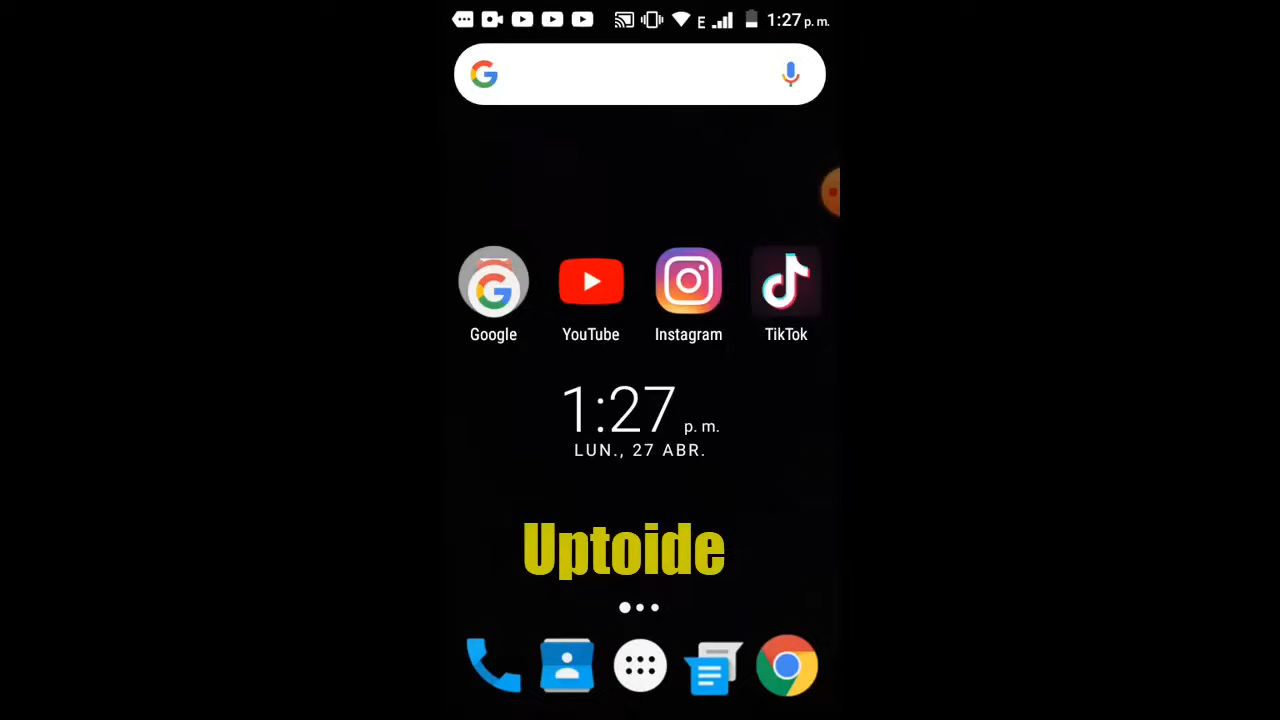 E 1:27 p. m.
Google YouTube Instagram TikTok
1:27 p. m.
LUN., 27 ABR.
Uptoide